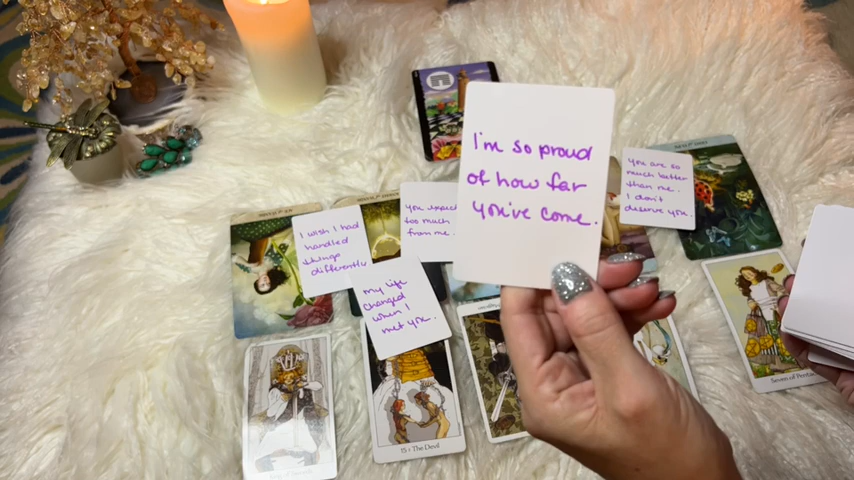 I'm so proud
of how far
you've come.
I wish I had
handled
things
differently
you expect
too much
from me.
my life
changed
when I
met you.
you are so
much better
than me.
I don't
deserve you.
15 : The Devil
Seven of Pentac